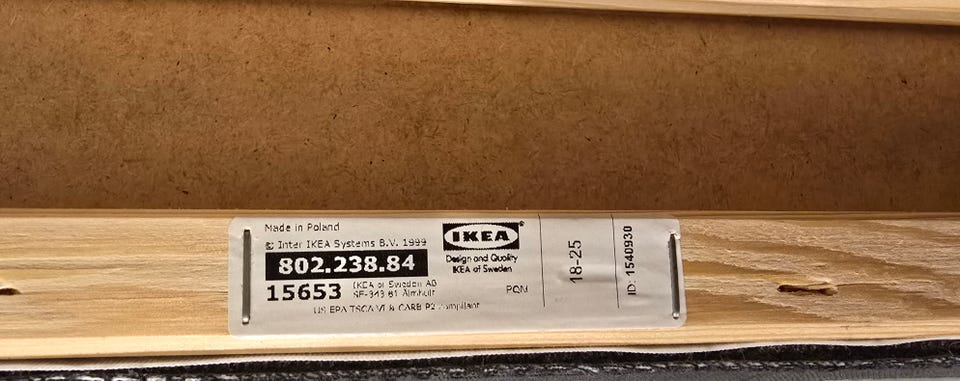 Made in Poland
© Inter IKEA Systems B.V. 1999
802.238.84
15653
IKEA of Sweden AB
SE-343 81 Älmhult
US EPA TSCA VI & CARB P2 compliant
IKEA®
Design and Quality
IKEA of Sweden
PQM
18-25
ID: 1540930